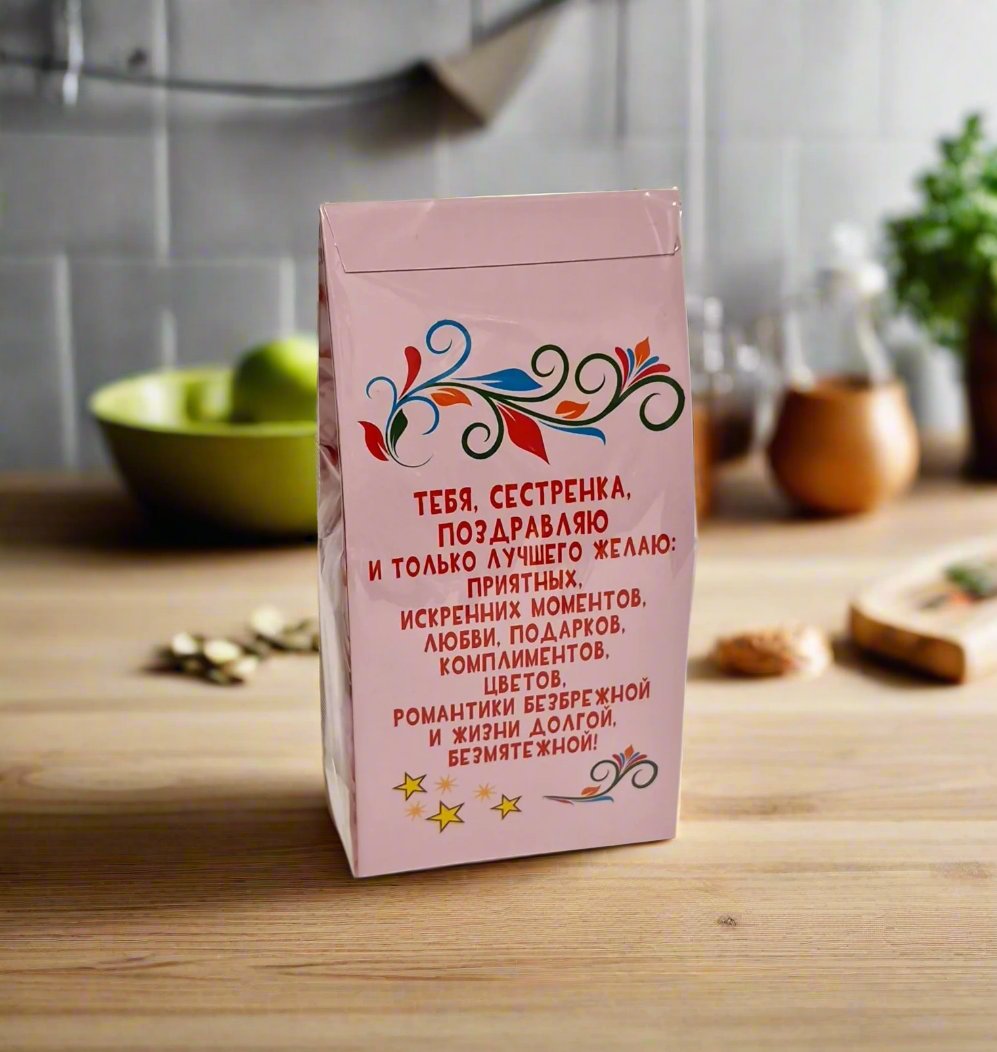 ТЕБЯ, СЕСТРЕНКА,
ПОЗДРАВЛЯЮ
И ТОЛЬКО ЛУЧШЕГО ЖЕЛАЮ:
ПРИЯТНЫХ,
ИСКРЕННИХ МОМЕНТОВ,
ЛЮБВИ, ПОДАРКОВ,
КОМПЛИМЕНТОВ,
ЦВЕТОВ,
РОМАНТИКИ БЕЗБРЕЖНОЙ
И ЖИЗНИ ДОЛГОЙ,
БЕЗМЯТЕЖНОЙ!